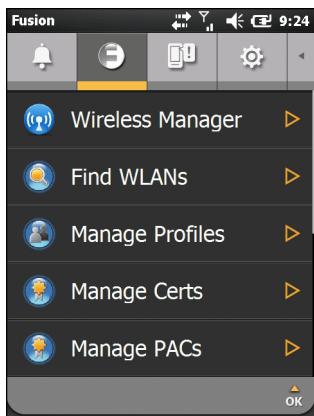 Fusion 9:24
Wireless Manager
Find WLANs
Manage Profiles
Manage Certs
Manage PACs
OK